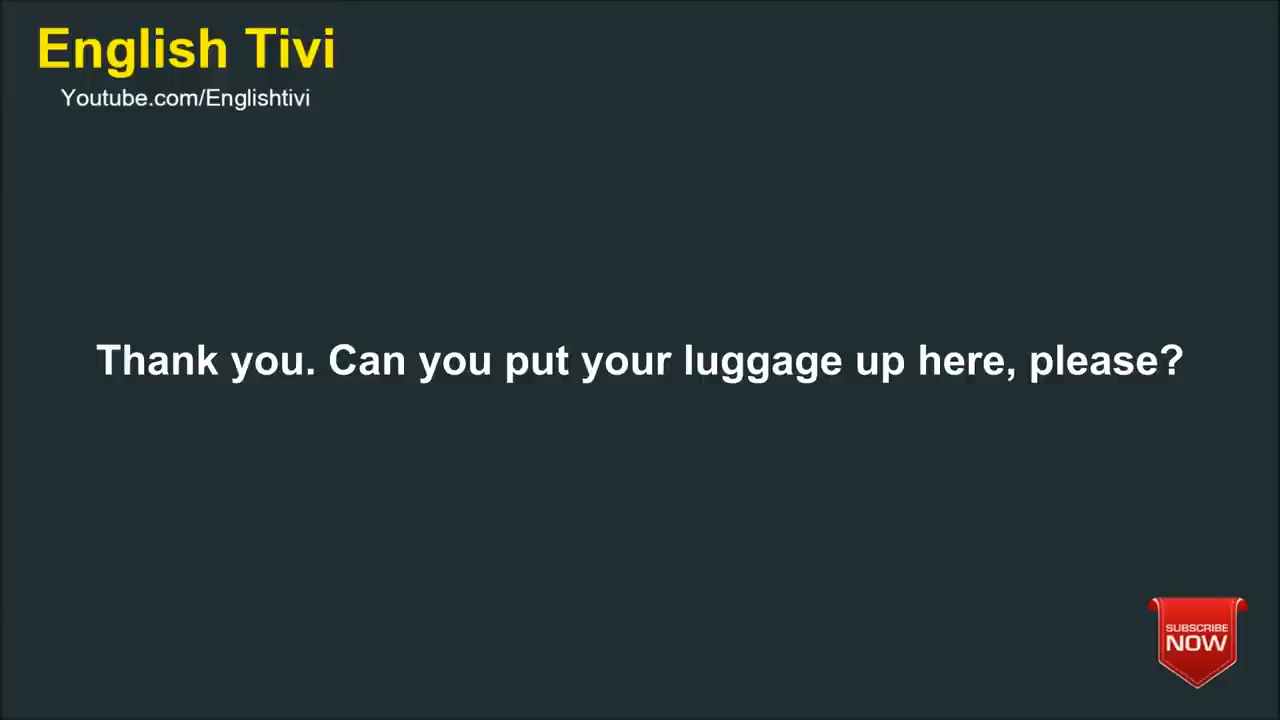 English Tivi
Youtube.com/Englishtivi
Thank you. Can you put your luggage up here, please?
SUBSCRIBE
NOW